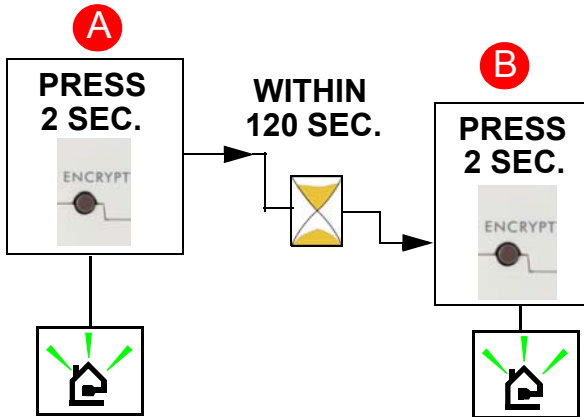 A
PRESS
2 SEC.
ENCRYPT
WITHIN
120 SEC.
B
PRESS
2 SEC.
ENCRYPT